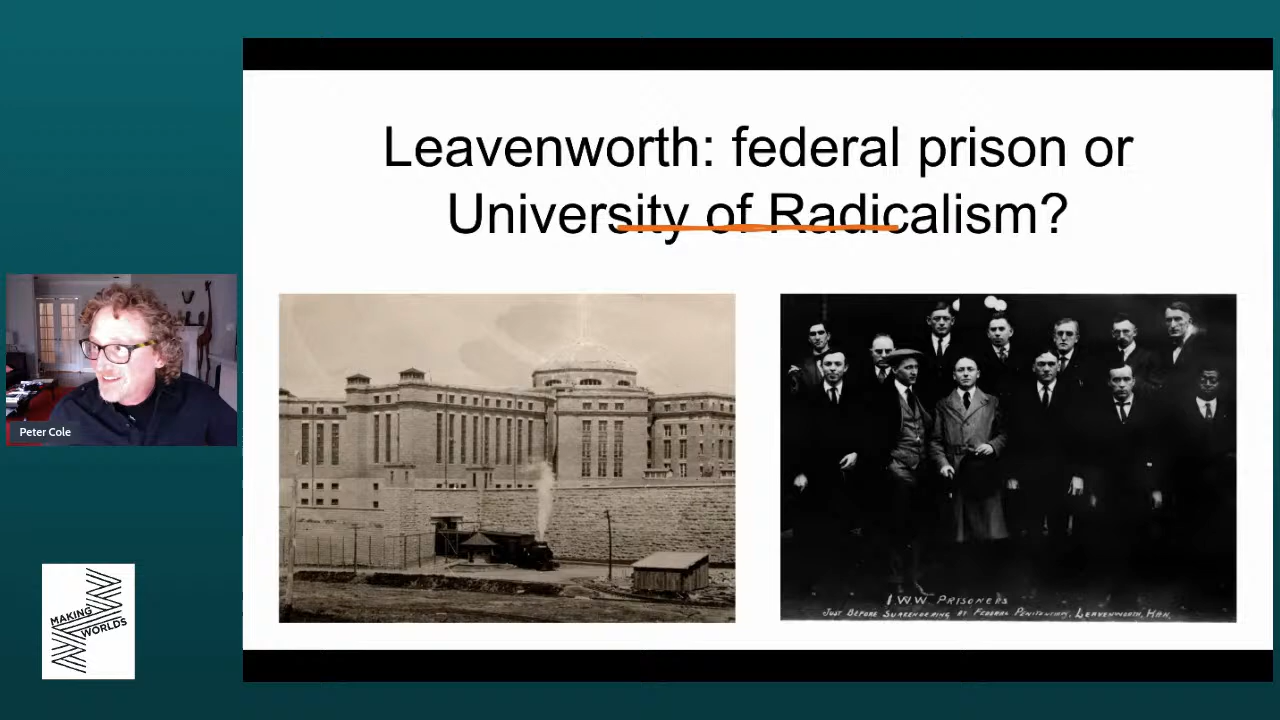 Leavenworth: federal prison or
University of Radicalism?
Peter Cole
MAKING
WORLDS
I.W.W. PRISONERS
JUST BEFORE SURRENDERING AT FEDERAL PENITENTIARY, LEAVENWORTH, KAN.